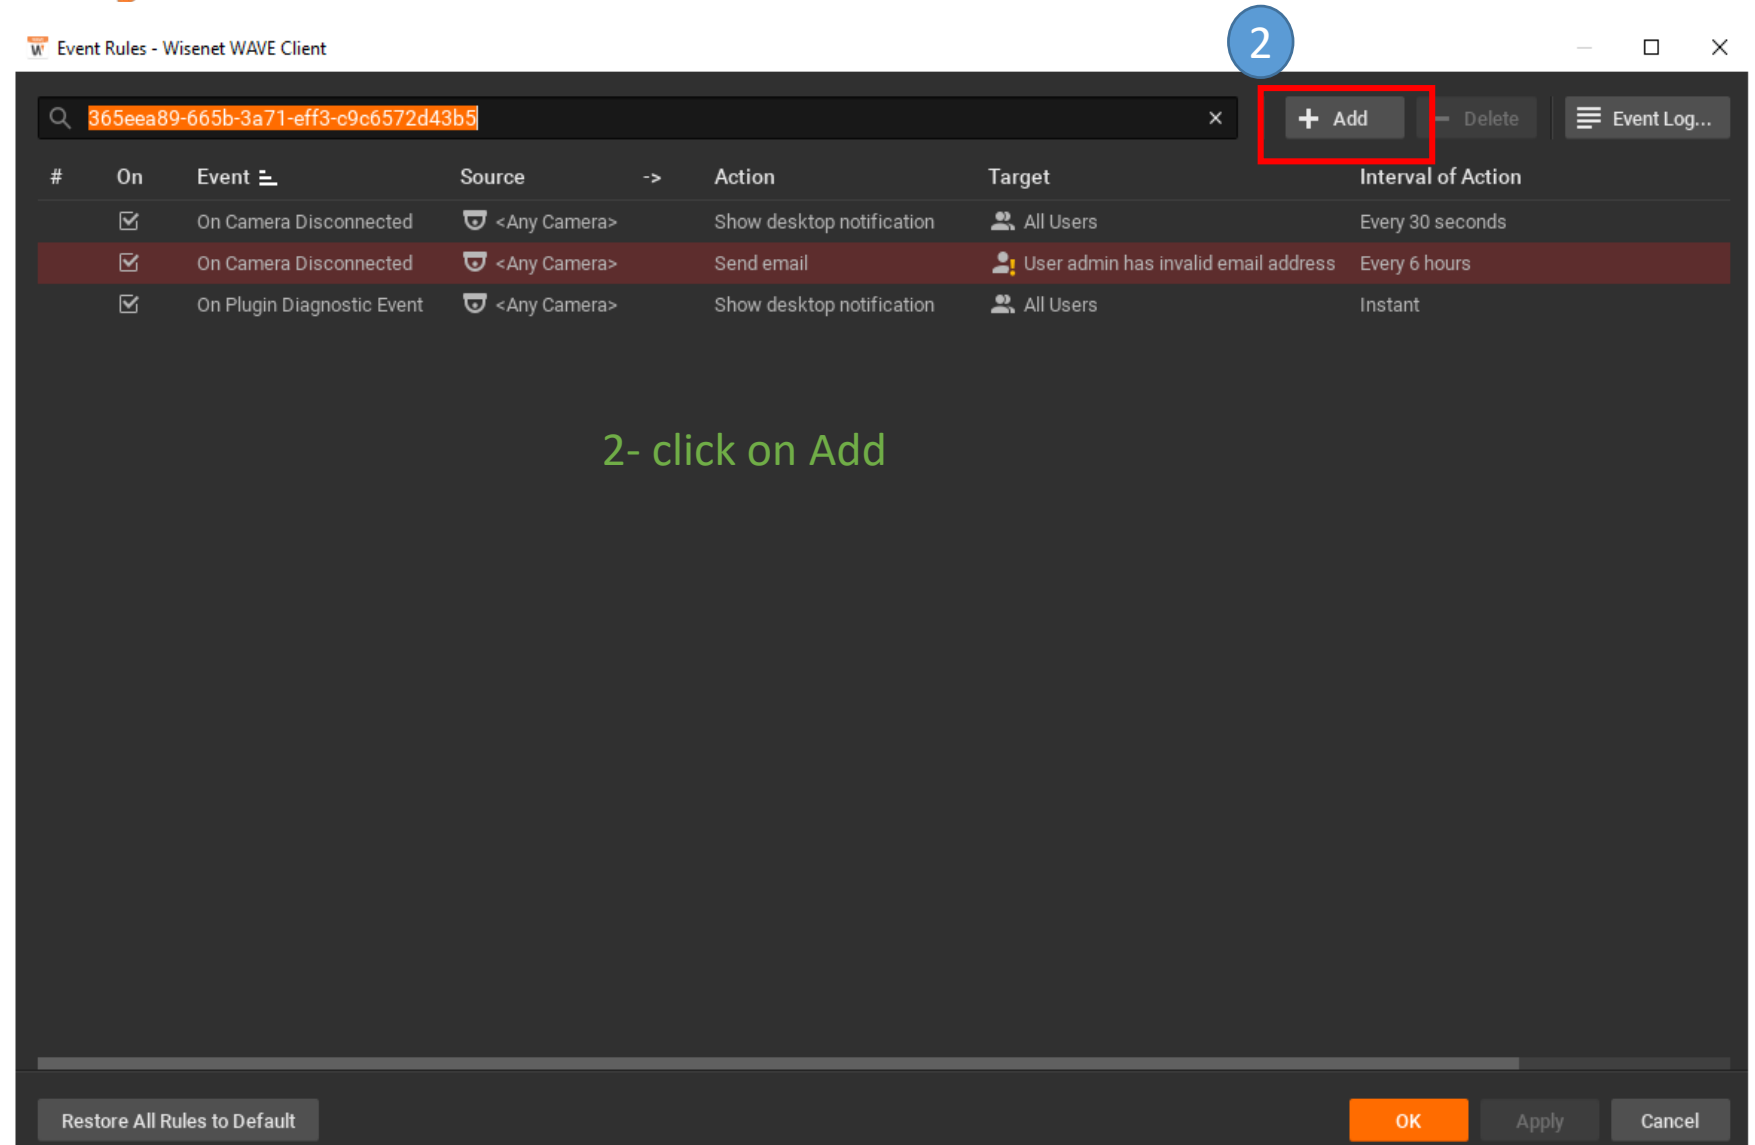 Event Rules - Wisenet WAVE Client
2
365eea89-665b-3a71-eff3-c9c6572d43b5
Add
Delete
Event Log...
# On Event Source -> Action Target Interval of Action
On Camera Disconnected <Any Camera> Show desktop notification All Users Every 30 seconds
On Camera Disconnected <Any Camera> Send email User admin has invalid email address Every 6 hours
On Plugin Diagnostic Event <Any Camera> Show desktop notification All Users Instant
2- click on Add
Restore All Rules to Default
OK
Apply
Cancel